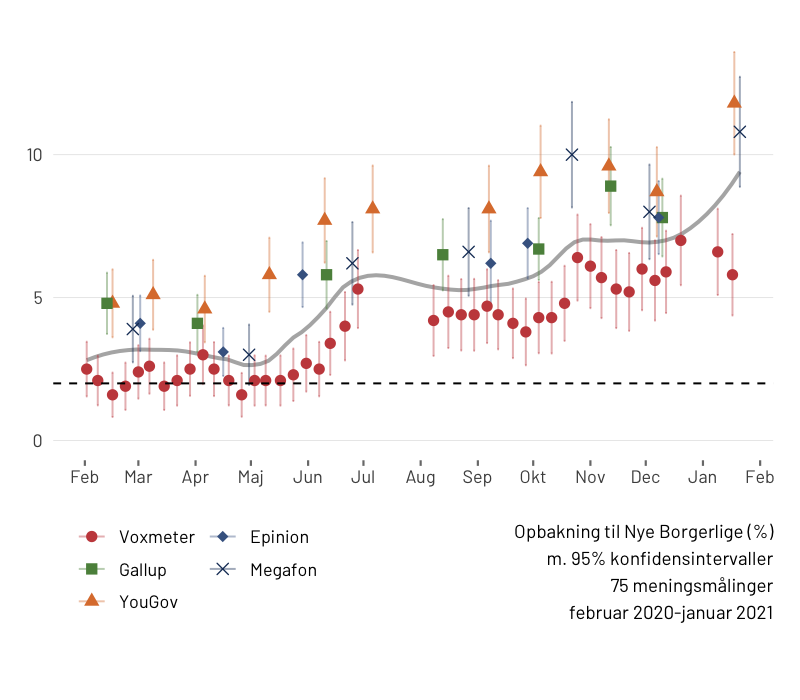 10
5
0
Feb Mar Apr Maj Jun Jul Aug Sep Okt Nov Dec Jan Feb
Voxmeter Epinion
Gallup Megafon
YouGov
Opbakning til Nye Borgerlige (%)
m. 95% konfidensintervaller
75 meningsmålinger
februar 2020-januar 2021